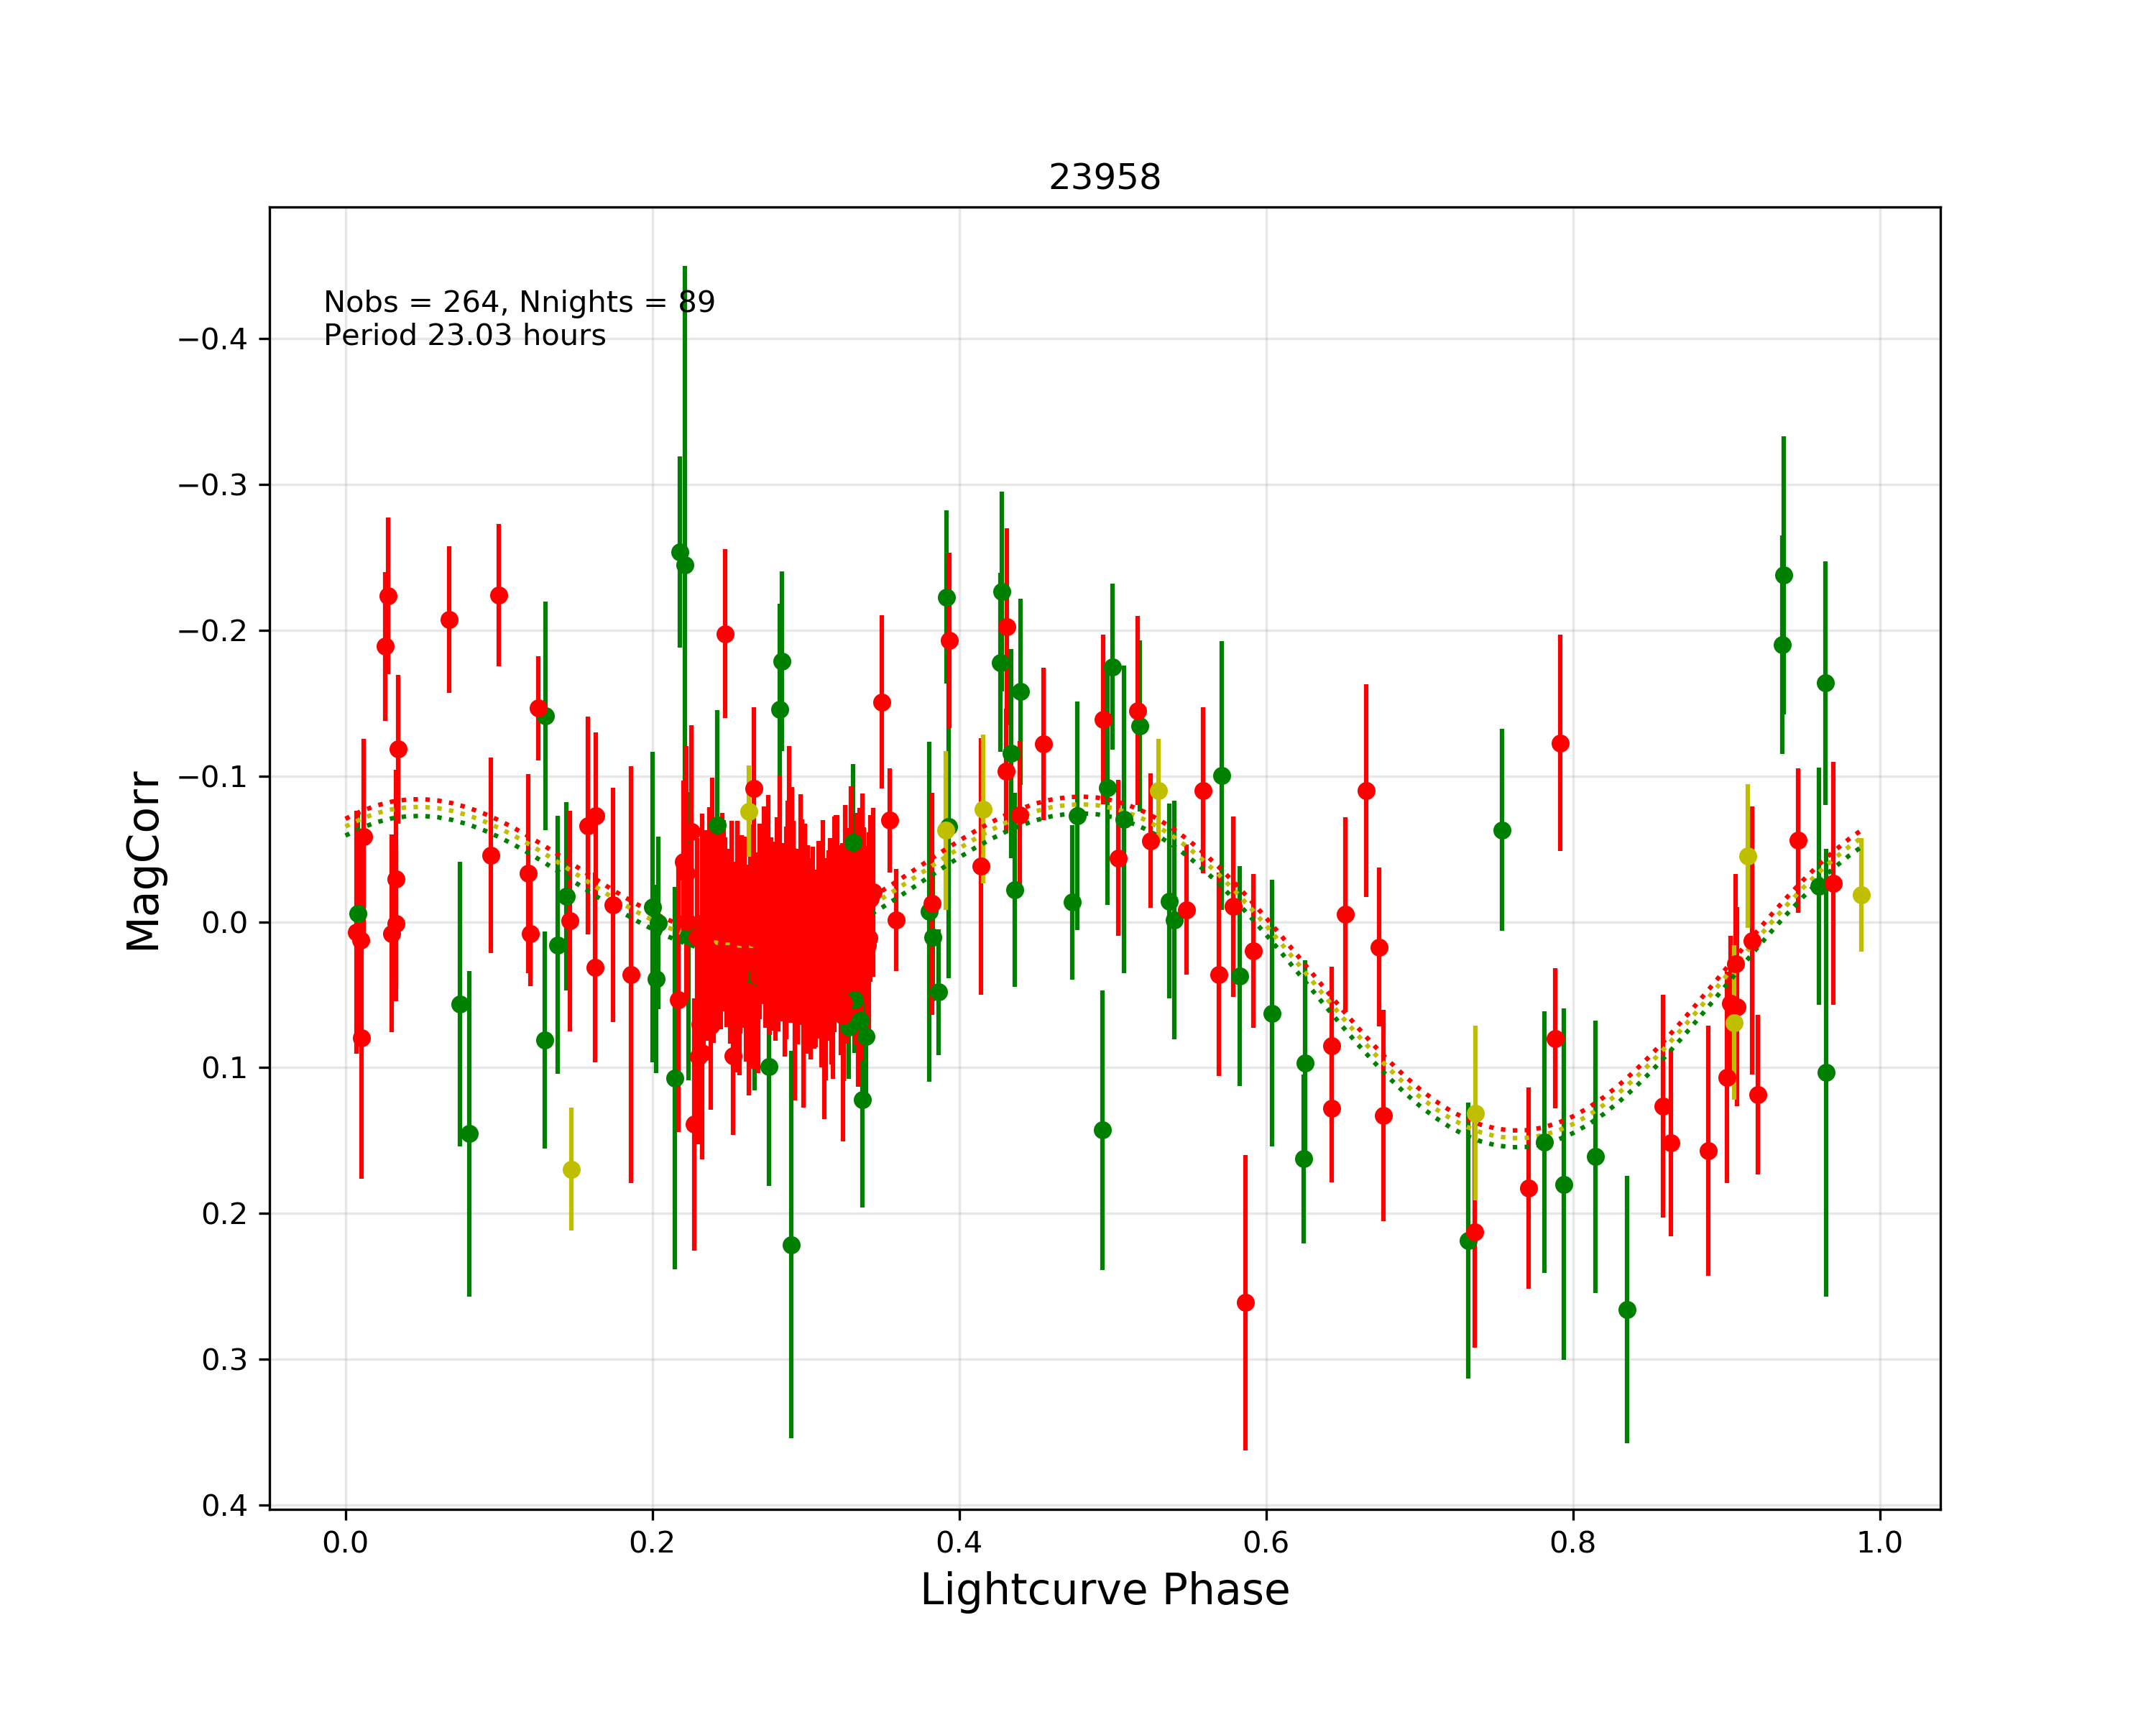 23958
Nobs = 264, Nnights = 89
Period 23.03 hours
−0.4
−0.3
−0.2
−0.1
0.0
0.1
0.2
0.3
0.4
MagCorr
0.0 0.2 0.4 0.6 0.8 1.0
Lightcurve Phase